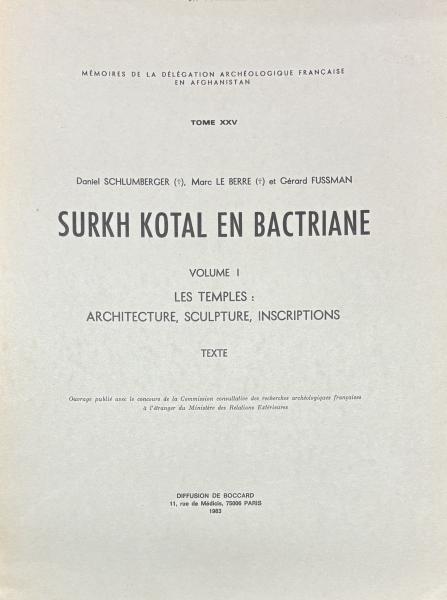 MÉMOIRES DE LA DÉLÉGATION ARCHÉOLOGIQUE FRANÇAISE
EN AFGHANISTAN
TOME XXV
Daniel SCHLUMBERGER (†), Marc LE BERRE (†) et Gérard FUSSMAN
SURKH KOTAL EN BACTRIANE
VOLUME I
LES TEMPLES :
ARCHITECTURE, SCULPTURE, INSCRIPTIONS
TEXTE
Ouvrage publié avec le concours de la Commission consultative des recherches archéologiques françaises
à l'étranger du Ministère des Relations Extérieures
DIFFUSION DE BOCCARD
11, rue de Médicis, 75006 PARIS
1983